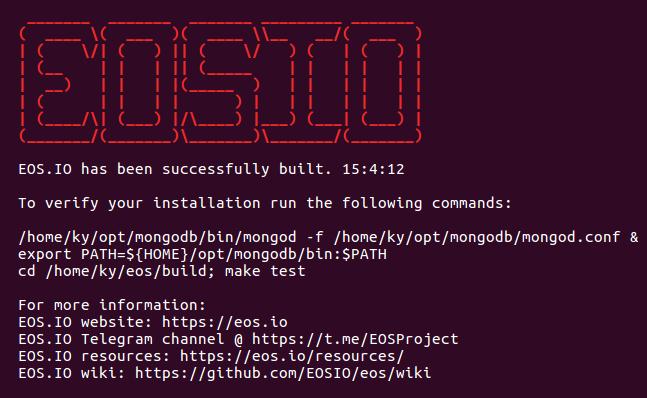 EOSIO
EOS.IO has been successfully built. 15:4:12
To verify your installation run the following commands:
/home/ky/opt/mongodb/bin/mongod -f /home/ky/opt/mongodb/mongod.conf &
export PATH=${HOME}/opt/mongodb/bin:$PATH
cd /home/ky/eos/build; make test
For more information:
EOS.IO website: https://eos.io
EOS.IO Telegram channel @ https://t.me/EOSProject
EOS.IO resources: https://eos.io/resources/
EOS.IO wiki: https://github.com/EOSIO/eos/wiki